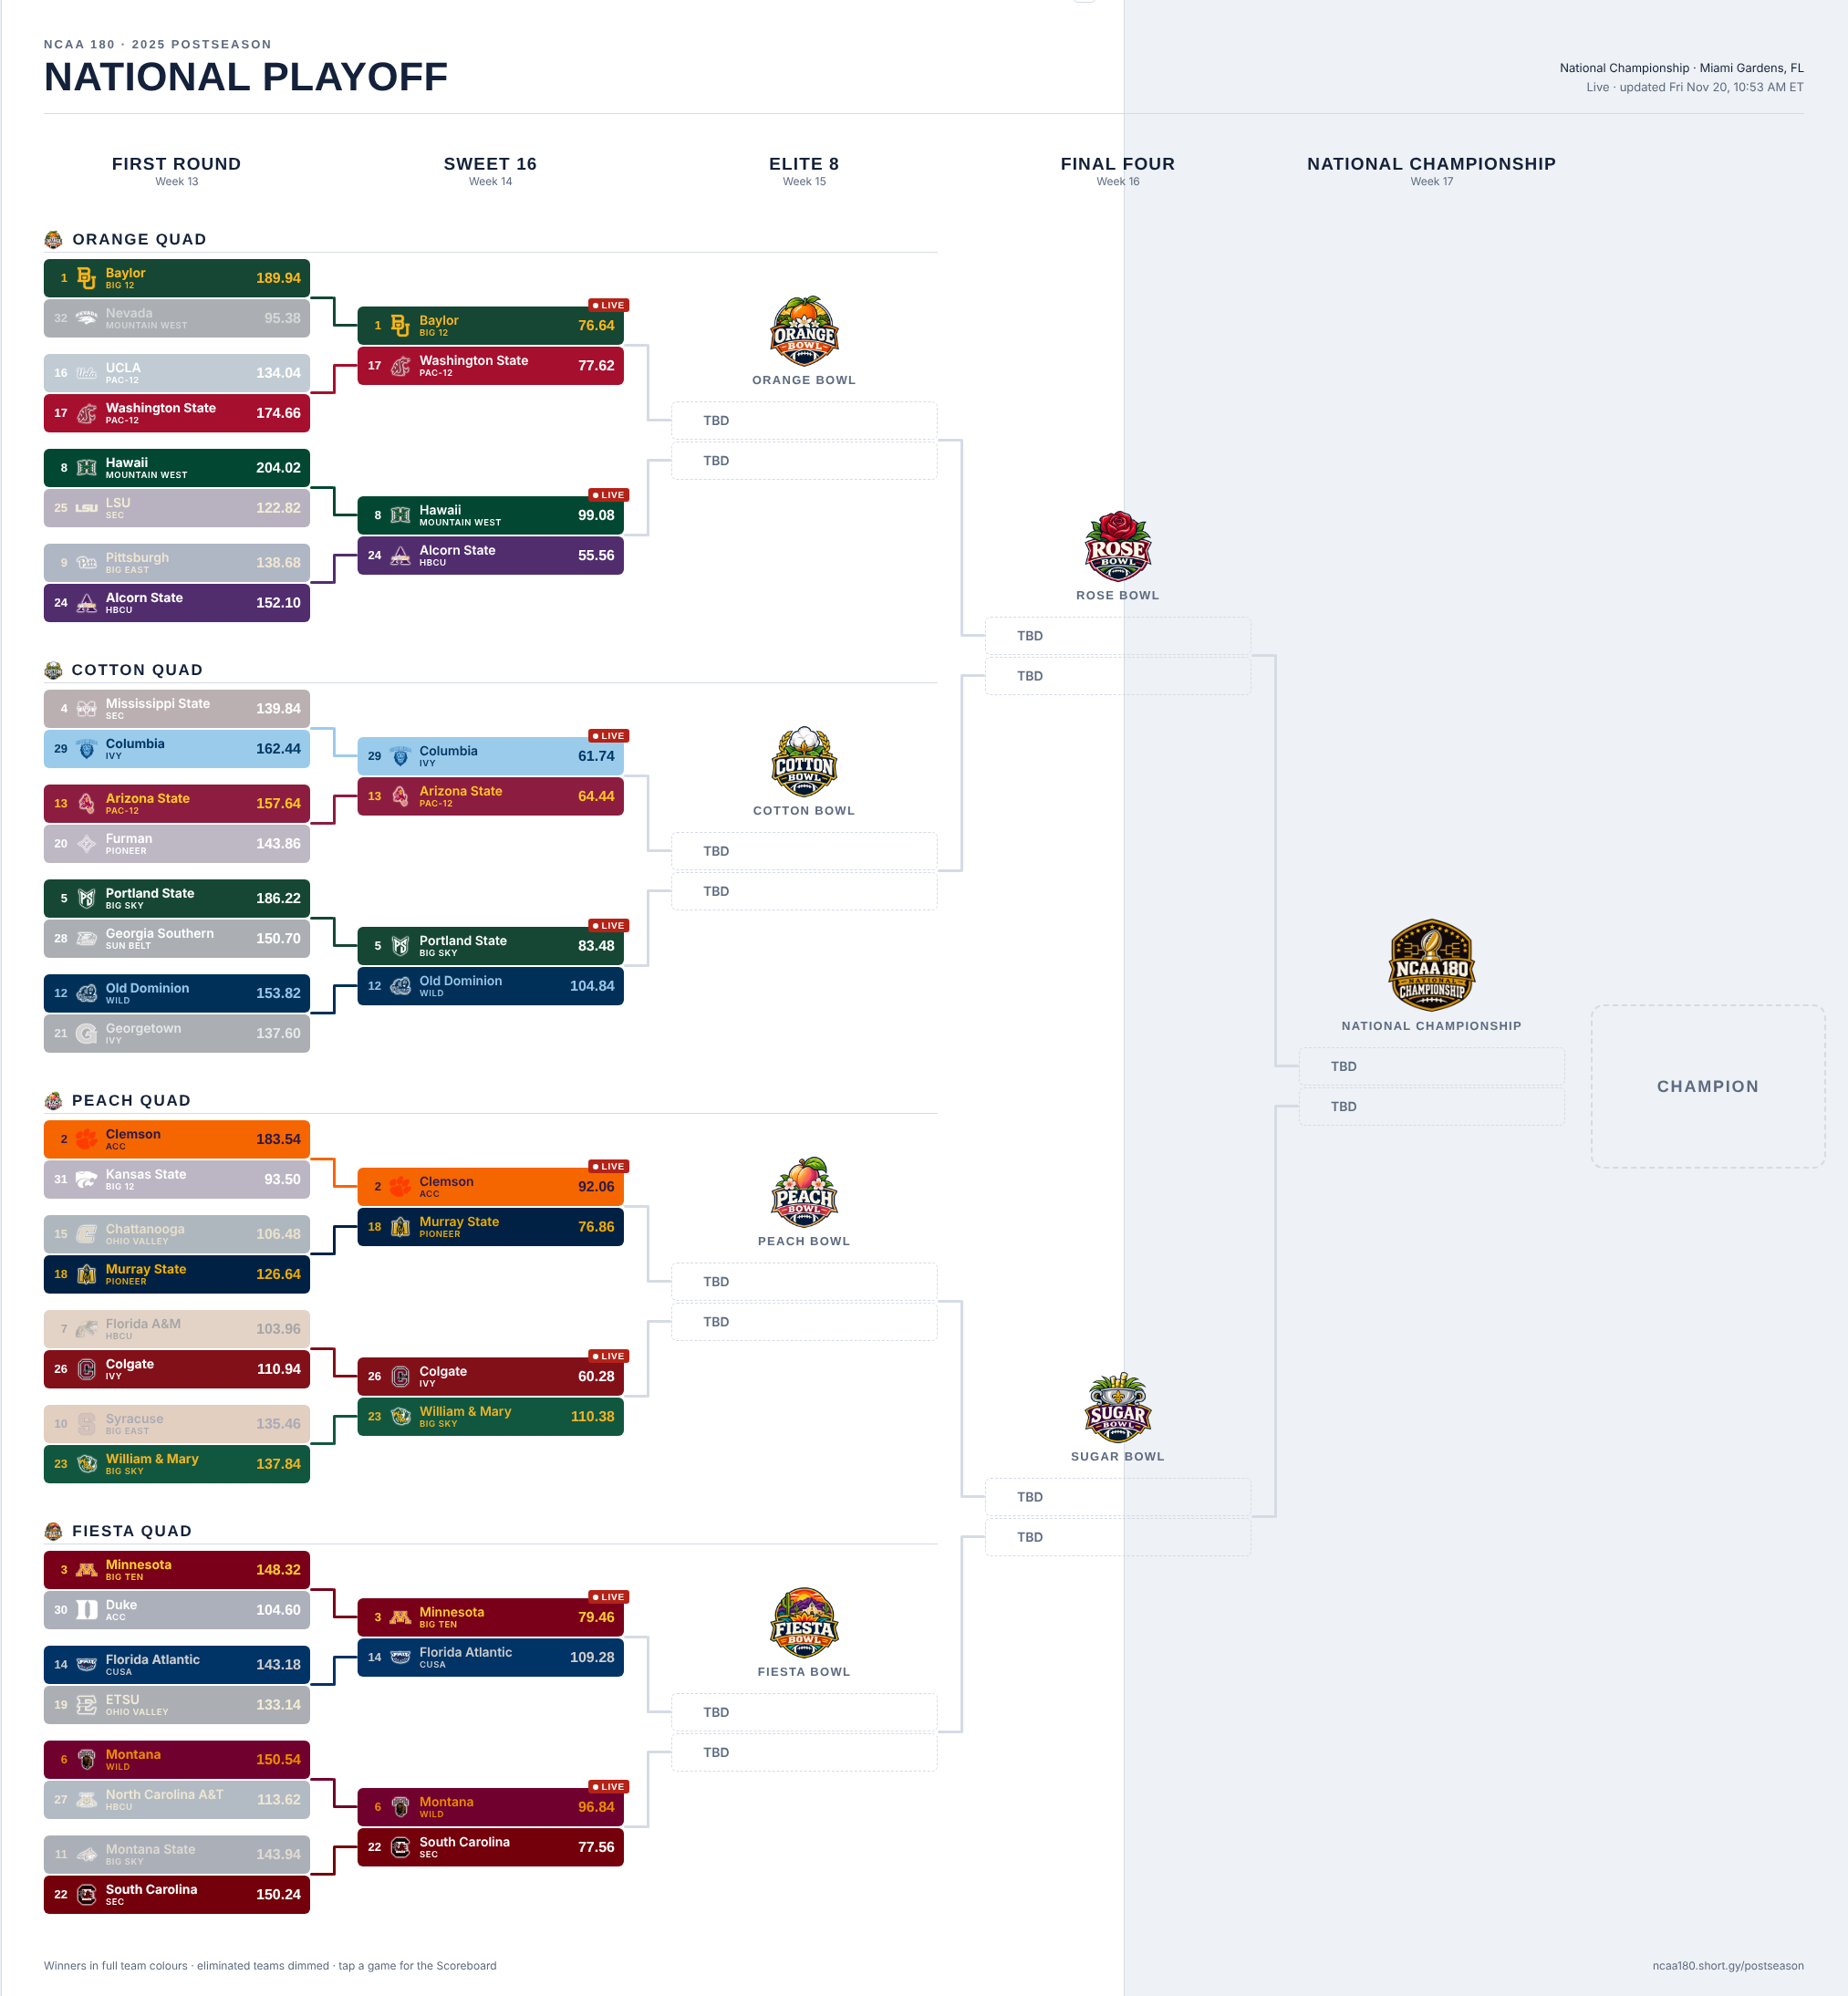 NCAA 180 · 2025 POSTSEASON
NATIONAL PLAYOFF
National Championship · Miami Gardens, FL
Live · updated Fri Nov 20, 10:53 AM ET
FIRST ROUND
Week 13
SWEET 16
Week 14
ELITE 8
Week 15
FINAL FOUR
Week 16
NATIONAL CHAMPIONSHIP
Week 17
ORANGE QUAD
1 Baylor 189.94
BIG 12
32 Nevada 95.38
MOUNTAIN WEST
16 UCLA 134.04
PAC-12
17 Washington State 174.66
PAC-12
8 Hawaii 204.02
MOUNTAIN WEST
25 LSU 122.82
SEC
9 Pittsburgh 138.68
BIG EAST
24 Alcorn State 152.10
HBCU
LIVE
1 Baylor 76.64
BIG 12
17 Washington State 77.62
PAC-12
LIVE
8 Hawaii 99.08
MOUNTAIN WEST
24 Alcorn State 55.56
HBCU
ORANGE BOWL
ORANGE BOWL
TBD
TBD
COTTON QUAD
4 Mississippi State 139.84
SEC
29 Columbia 162.44
IVY
13 Arizona State 157.64
PAC-12
20 Furman 143.86
PIONEER
5 Portland State 186.22
BIG SKY
28 Georgia Southern 150.70
SUN BELT
12 Old Dominion 153.82
WILD
21 Georgetown 137.60
IVY
LIVE
29 Columbia 61.74
IVY
13 Arizona State 64.44
PAC-12
LIVE
5 Portland State 83.48
BIG SKY
12 Old Dominion 104.84
WILD
COTTON BOWL
COTTON BOWL
TBD
TBD
ROSE BOWL
ROSE BOWL
TBD
TBD
PEACH QUAD
2 Clemson 183.54
ACC
31 Kansas State 93.50
BIG 12
15 Chattanooga 106.48
OHIO VALLEY
18 Murray State 126.64
PIONEER
7 Florida A&M 103.96
HBCU
26 Colgate 110.94
IVY
10 Syracuse 135.46
BIG EAST
23 William & Mary 137.84
BIG SKY
LIVE
2 Clemson 92.06
ACC
18 Murray State 76.86
PIONEER
LIVE
26 Colgate 60.28
IVY
23 William & Mary 110.38
BIG SKY
PEACH BOWL
PEACH BOWL
TBD
TBD
FIESTA QUAD
3 Minnesota 148.32
BIG TEN
30 Duke 104.60
ACC
14 Florida Atlantic 143.18
CUSA
19 ETSU 133.14
OHIO VALLEY
6 Montana 150.54
WILD
27 North Carolina A&T 113.62
HBCU
11 Montana State 143.94
BIG SKY
22 South Carolina 150.24
SEC
LIVE
3 Minnesota 79.46
BIG TEN
14 Florida Atlantic 109.28
CUSA
LIVE
6 Montana 96.84
WILD
22 South Carolina 77.56
SEC
FIESTA BOWL
FIESTA BOWL
TBD
TBD
SUGAR BOWL
SUGAR BOWL
TBD
TBD
NCAA 180
NATIONAL
CHAMPIONSHIP
NATIONAL CHAMPIONSHIP
TBD
TBD
CHAMPION
Winners in full team colours · eliminated teams dimmed · tap a game for the Scoreboard
ncaa180.short.gy/postseason